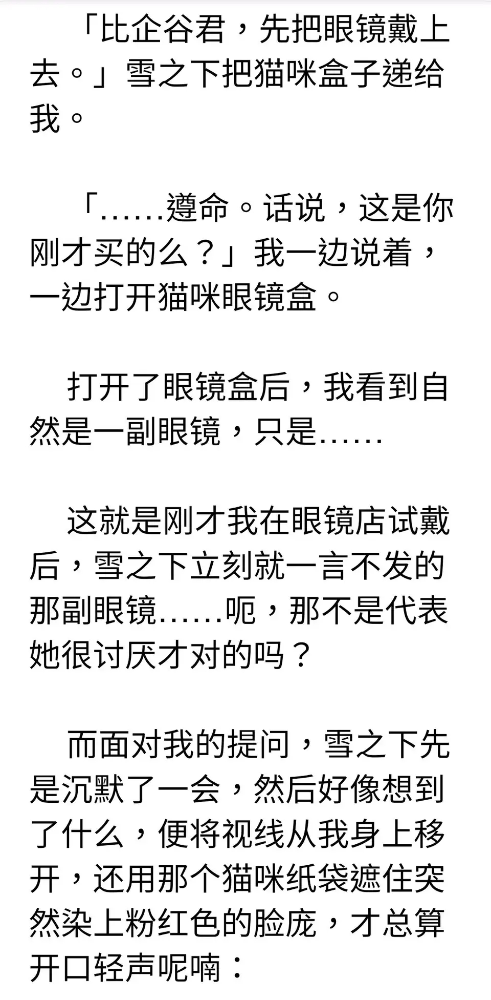 「比企谷君，先把眼镜戴上
去。」雪之下把猫咪盒子递给
我。
「……遵命。话说，这是你
刚才买的么？」我一边说着，
一边打开猫咪眼镜盒。
打开了眼镜盒后，我看到自
然是一副眼镜，只是……
这就是刚才我在眼镜店试戴
后，雪之下立刻就一言不发的
那副眼镜……呃，那不是代表
她很讨厌才对的吗？
而面对我的提问，雪之下先
是沉默了一会，然后好像想到
了什么，便将视线从我身上移
开，还用那个猫咪纸袋遮住突
然染上粉红色的脸庞，才总算
开口轻声呢喃：